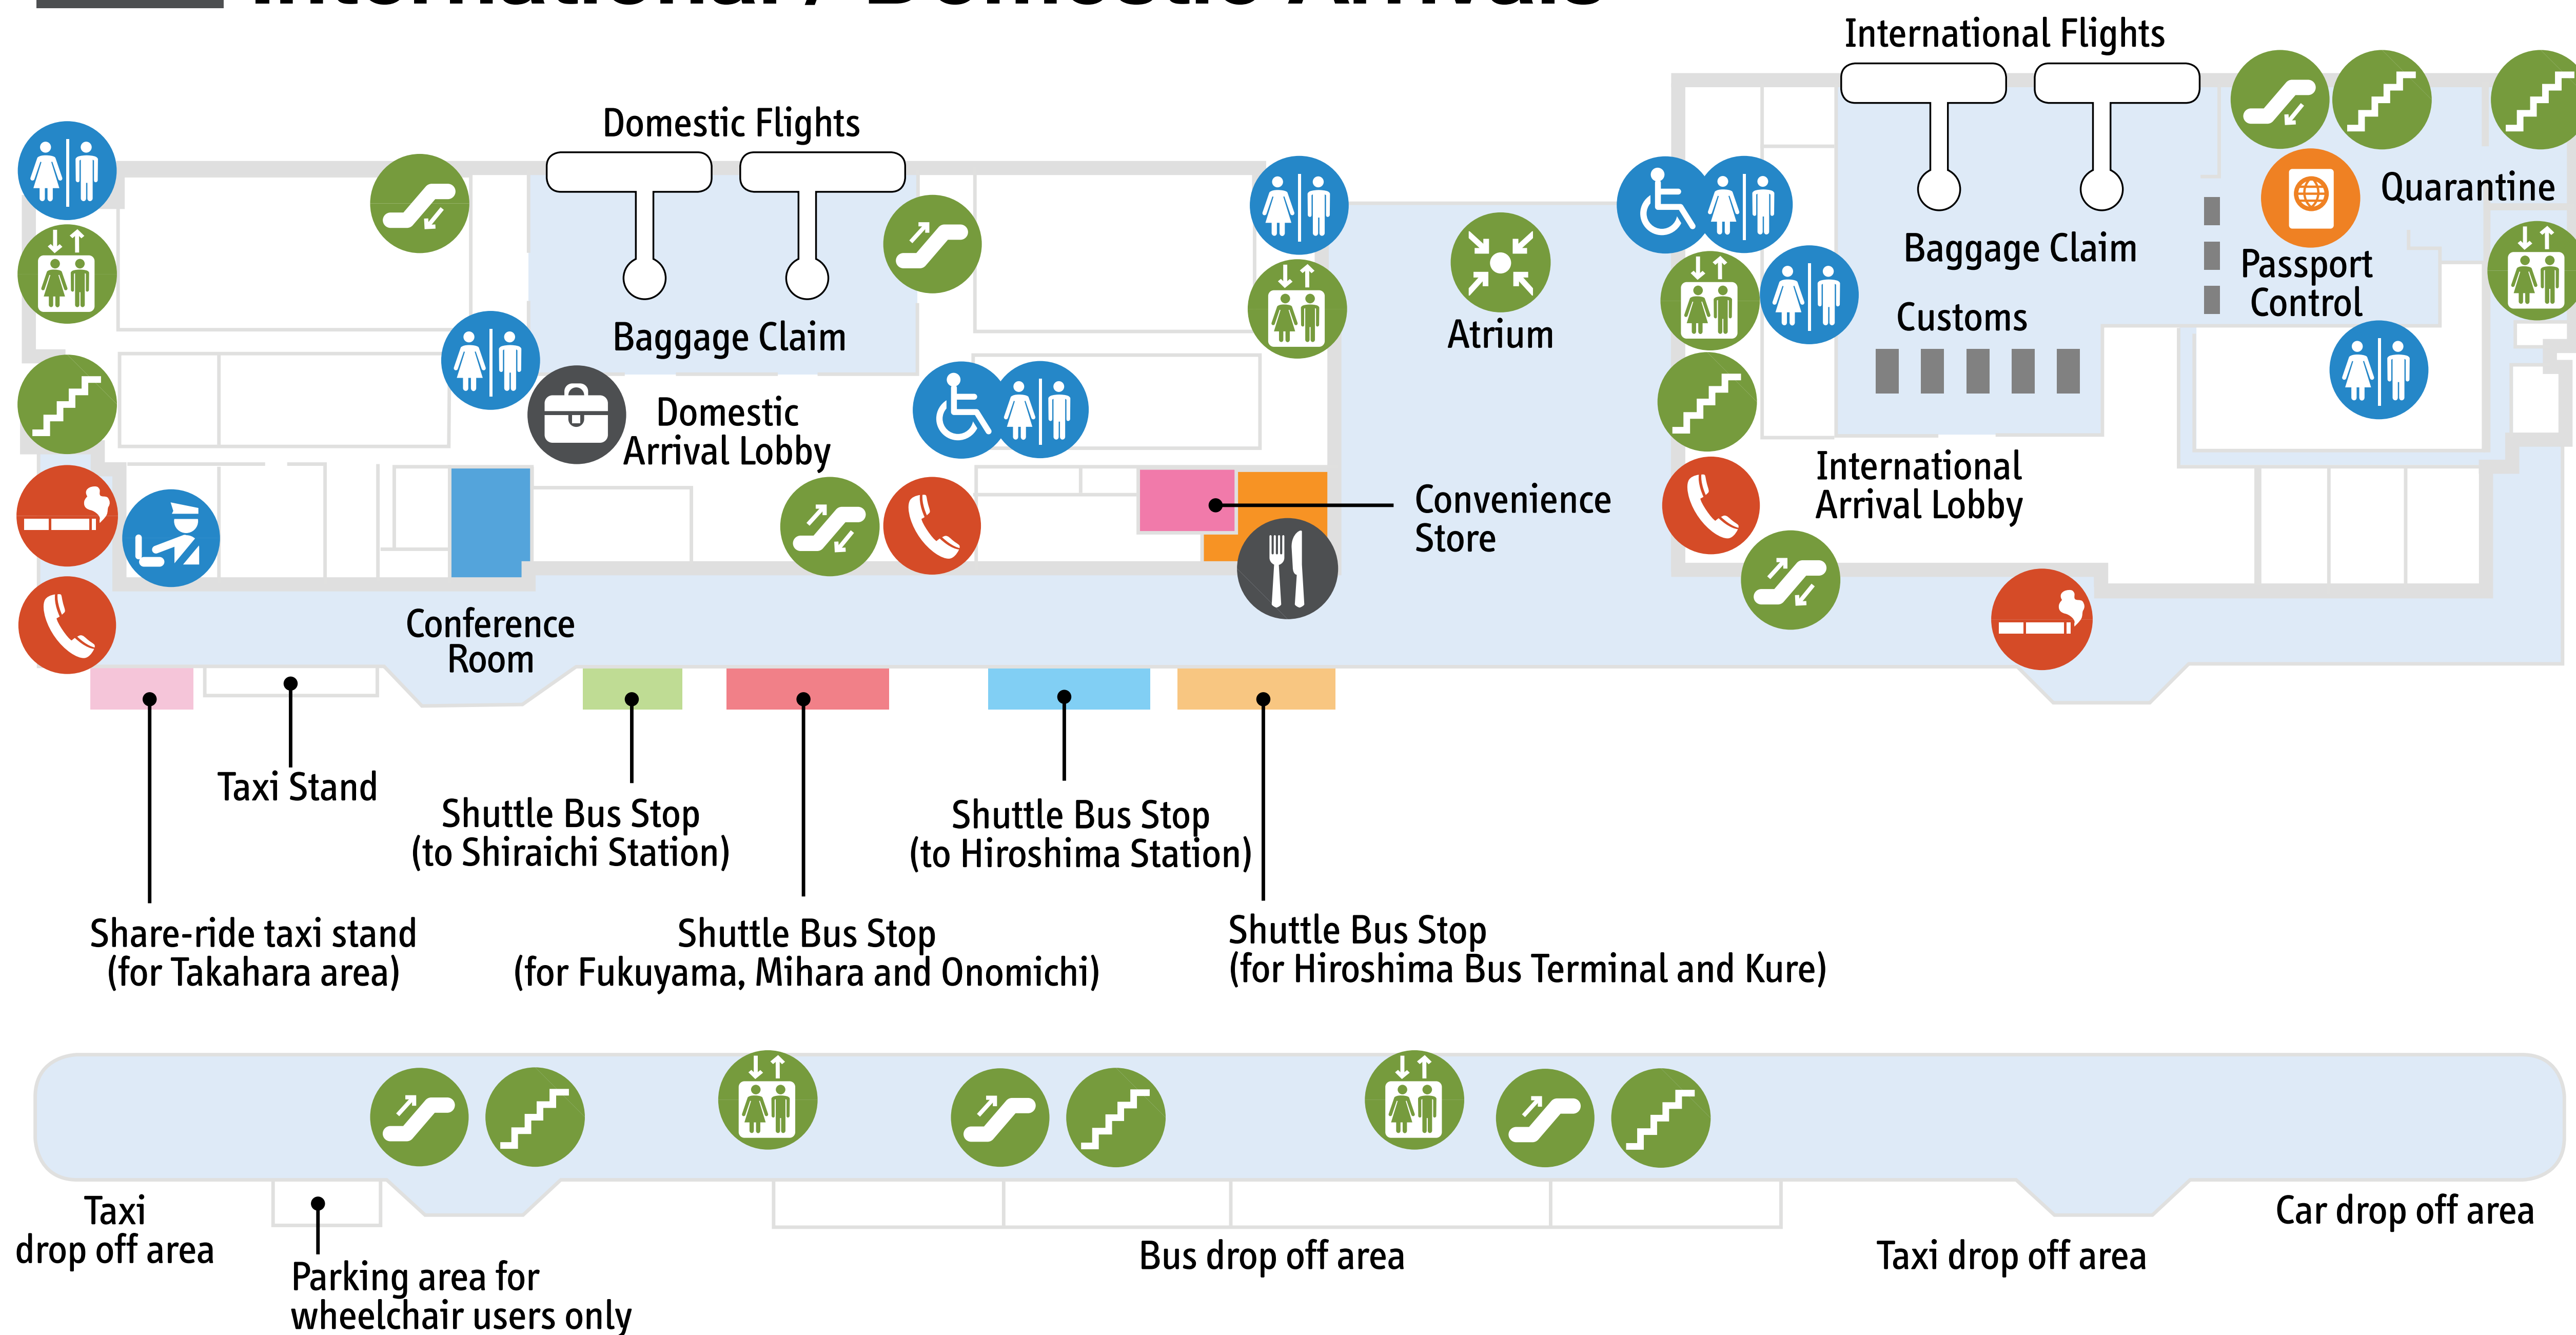 International / Domestic Arrivals
International Flights
Domestic Flights
Quarantine
Baggage Claim
Passport
Control
Customs
Atrium
Baggage Claim
Domestic
Arrival Lobby
International
Arrival Lobby
Convenience
Store
Conference
Room
Taxi Stand
Shuttle Bus Stop
(to Shiraichi Station)
Shuttle Bus Stop
(to Hiroshima Station)
Share-ride taxi stand
(for Takahara area)
Shuttle Bus Stop
(for Fukuyama, Mihara and Onomichi)
Shuttle Bus Stop
(for Hiroshima Bus Terminal and Kure)
Taxi
drop off area
Parking area for
wheelchair users only
Bus drop off area
Taxi drop off area
Car drop off area